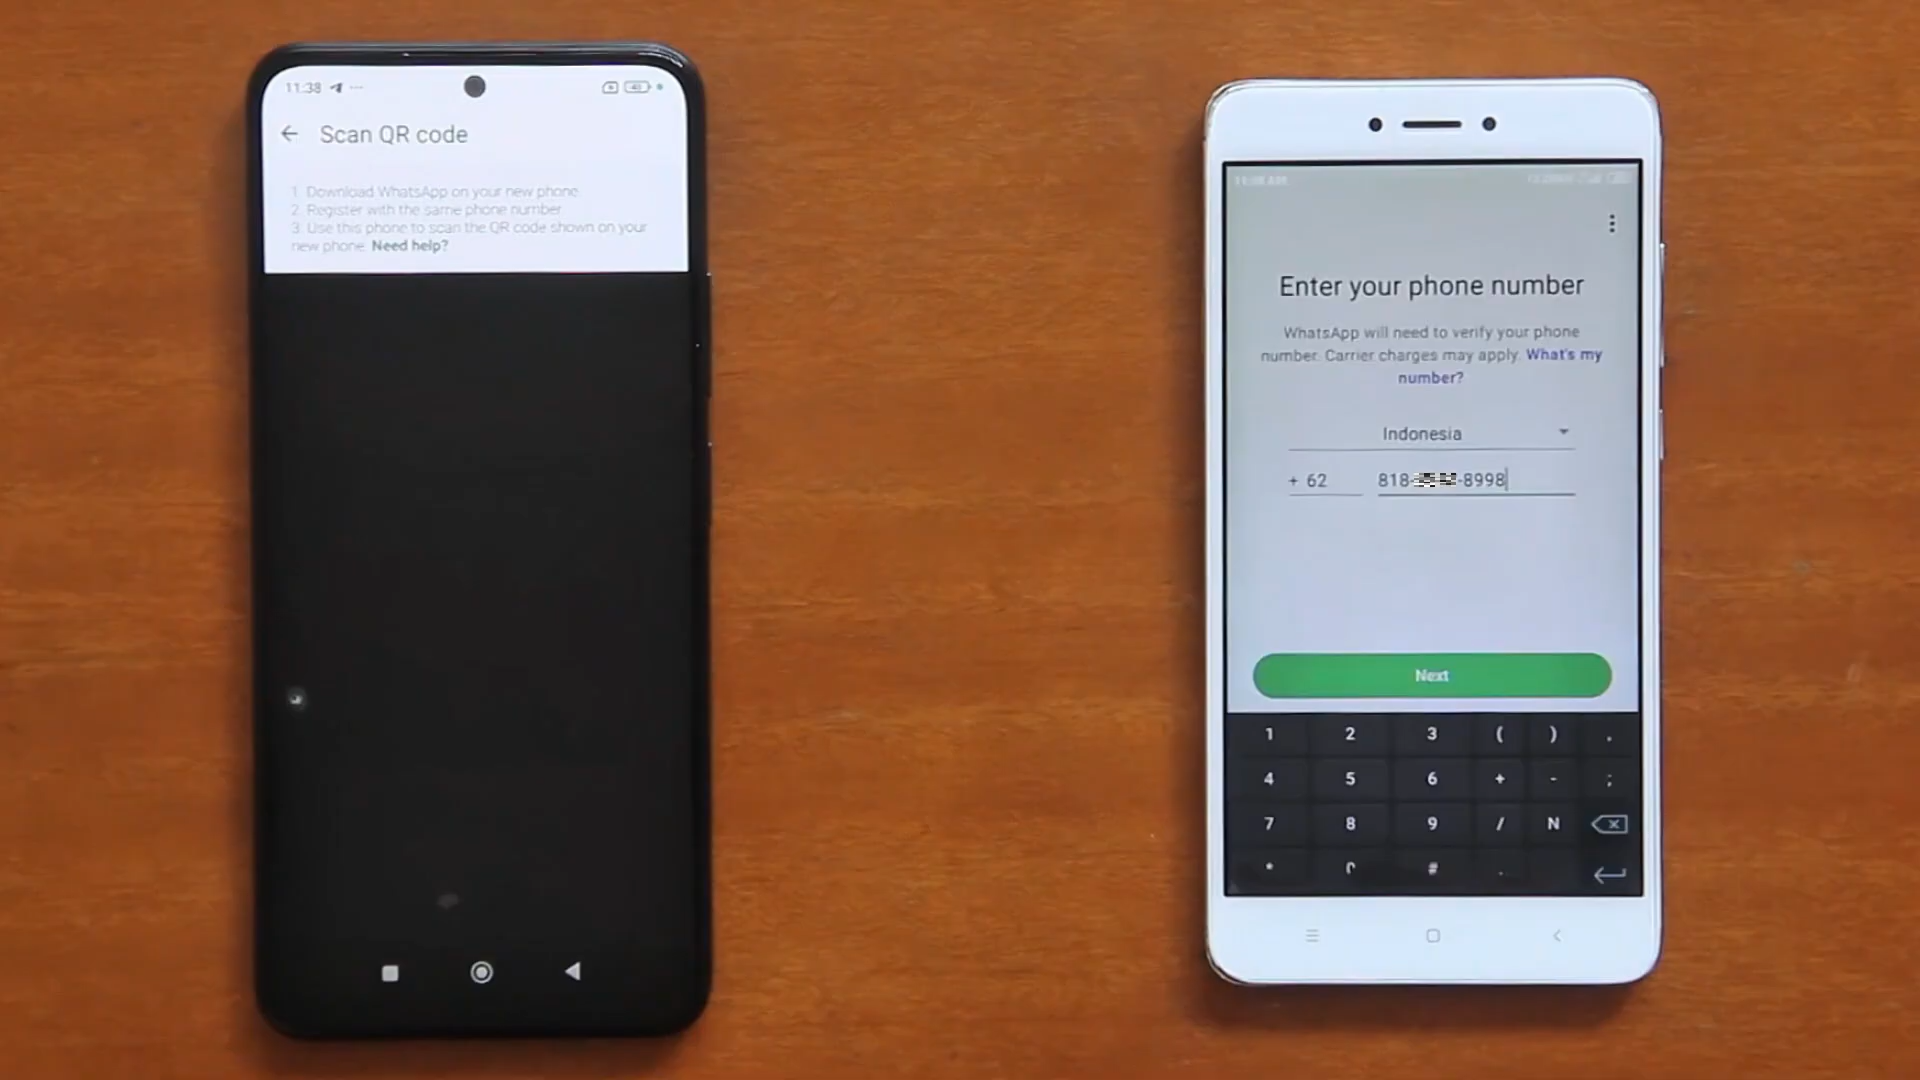 11:38
Scan QR code
1. Download WhatsApp on your new phone
2. Register with the same phone number
3. Use this phone to scan the QR code shown on your
new phone. Need help?
Enter your phone number
WhatsApp will need to verify your phone
number. Carrier charges may apply. What's my
number?
Indonesia
+ 62 818- -8998
Next
1 2 3 ( ) .
4 5 6 + - ;
7 8 9 / N
* 0 # .